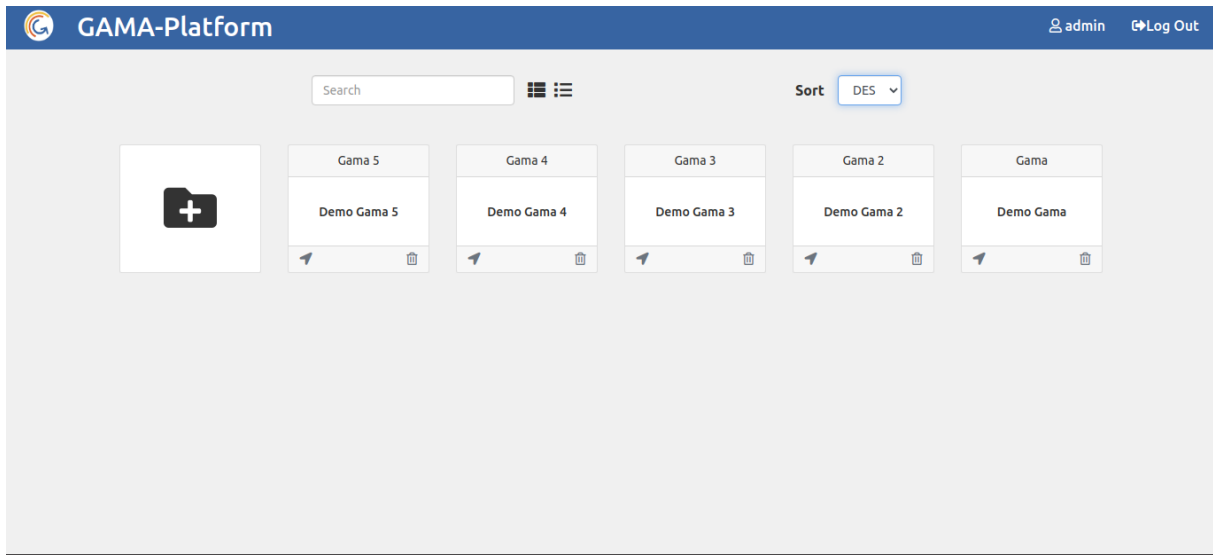 GAMA-Platform admin Log Out
Search Sort DES
Gama 5 Gama 4 Gama 3 Gama 2 Gama
Demo Gama 5 Demo Gama 4 Demo Gama 3 Demo Gama 2 Demo Gama